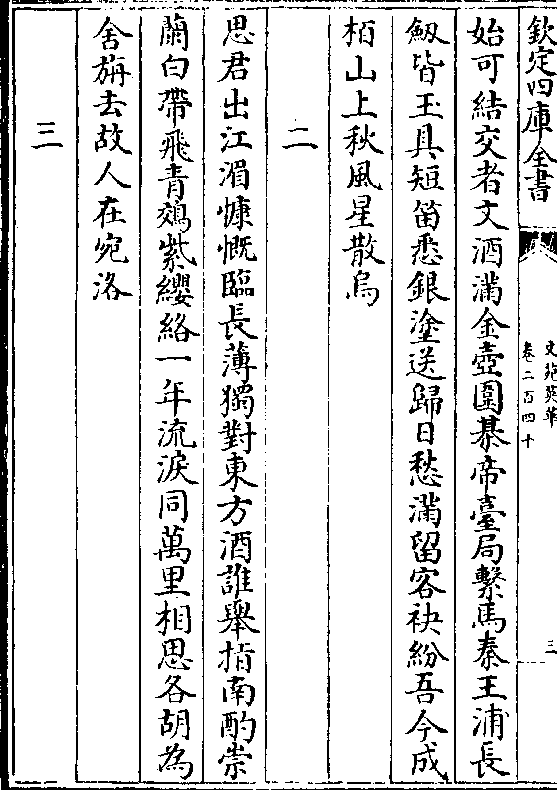 欽定四庫全書
文苑英華
卷二百四十
三
始可結交者文酒滿金壺圍棊帝臺局繫馬秦王浦長
劔皆玉具短笛悉銀塗送歸日愁滿留客袂紛吾今成
栢山上秋風星散烏
二
思君出江湄慷慨臨長薄獨對東方酒誰舉指南酌崇
蘭白帶飛青鵁紫纓絡一年流淚同萬里相思各胡為
舍旃去故人在宛洛
三